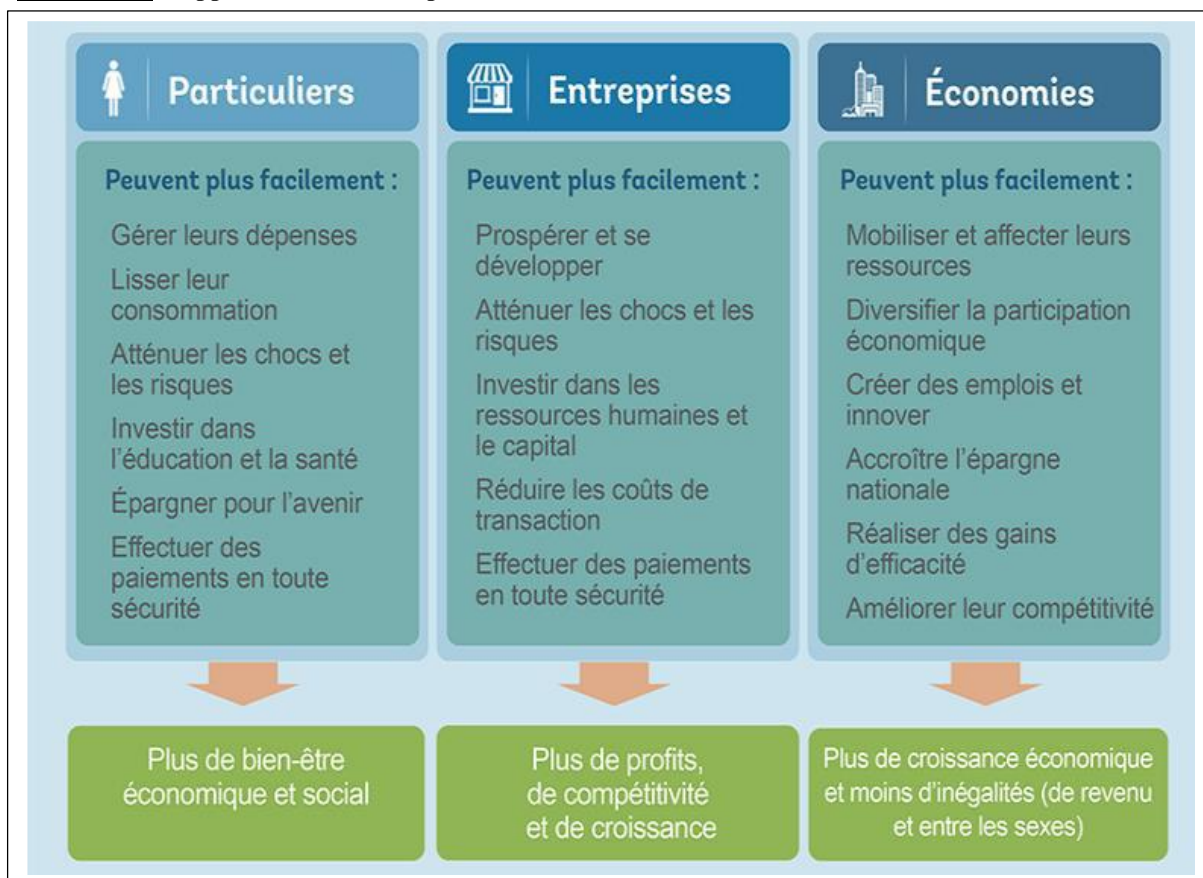 Particuliers
Peuvent plus facilement :
Gérer leurs dépenses
Lisser leur
consommation
Atténuer les chocs et
les risques
Investir dans
l'éducation et la santé
Épargner pour l'avenir
Effectuer des
paiements en toute
sécurité
Plus de bien-être
économique et social
Entreprises
Peuvent plus facilement :
Prospérer et se
développer
Atténuer les chocs et les
risques
Investir dans les
ressources humaines et
le capital
Réduire les coûts de
transaction
Effectuer des paiements
en toute sécurité
Plus de profits,
de compétitivité
et de croissance
Économies
Peuvent plus facilement :
Mobiliser et affecter leurs
ressources
Diversifier la participation
économique
Créer des emplois et
innover
Accroître l'épargne
nationale
Réaliser des gains
d'efficacité
Améliorer leur compétitivité
Plus de croissance économique
et moins d'inégalités (de revenu
et entre les sexes)